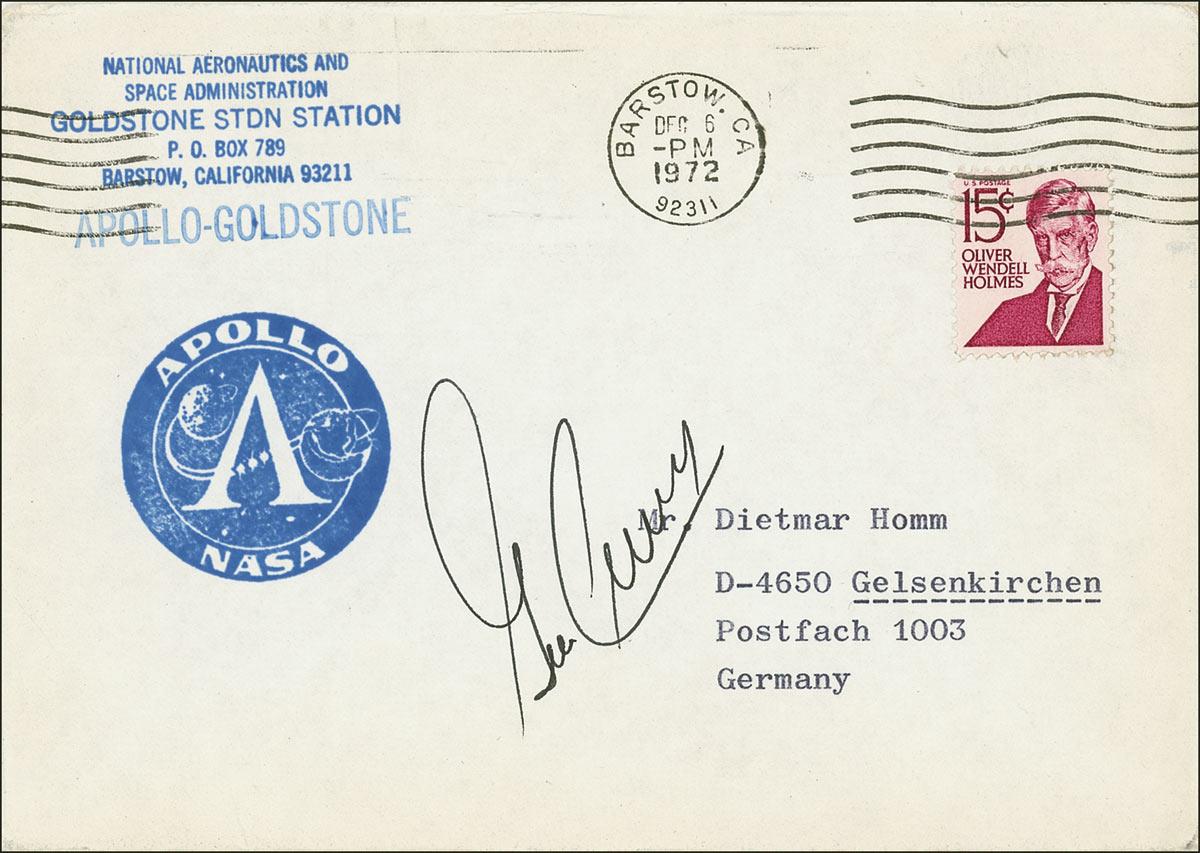 NATIONAL AERONAUTICS AND
SPACE ADMINISTRATION
GOLDSTONE STDN STATION
P. O. BOX 789
BARSTOW, CALIFORNIA 93211
APOLLO-GOLDSTONE
BARSTOW, CA
DEC 6
-PM
1972
92311
U.S. POSTAGE
15¢
OLIVER
WENDELL
HOLMES
APOLLO
NASA
Mr. Dietmar Homm
D-4650 Gelsenkirchen
Postfach 1003
Germany